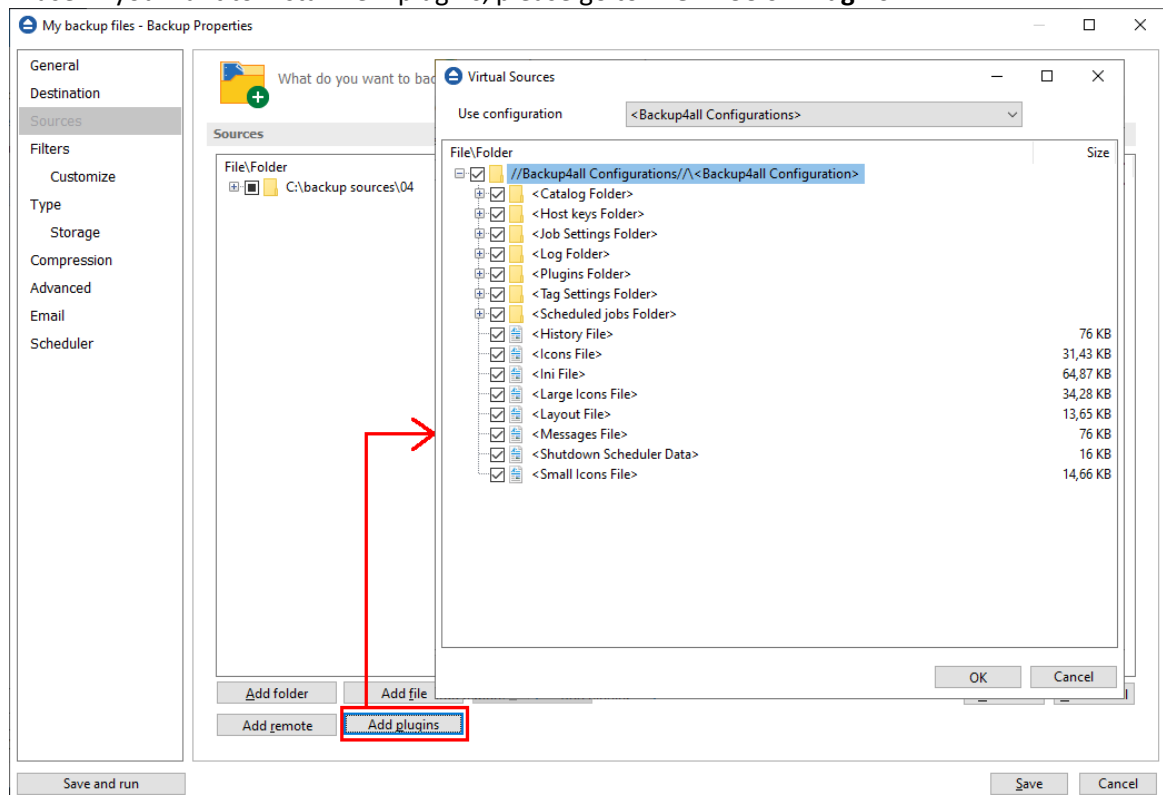 My backup files - Backup Properties
General
Destination
Sources
Filters
Customize
Type
Storage
Compression
Advanced
Email
Scheduler
What do you want to bac
Sources
File\Folder
C:\backup sources\04
Virtual Sources
Use configuration <Backup4all Configurations>
File\Folder Size
//Backup4all Configurations//\<Backup4all Configuration>
<Catalog Folder>
<Host keys Folder>
<Job Settings Folder>
<Log Folder>
<Plugins Folder>
<Tag Settings Folder>
<Scheduled jobs Folder>
<History File> 76 KB
<Icons File> 31,43 KB
<Ini File> 64,87 KB
<Large Icons File> 34,28 KB
<Layout File> 13,65 KB
<Messages File> 76 KB
<Shutdown Scheduler Data> 16 KB
<Small Icons File> 14,66 KB
OK Cancel
Add folder Add file
Add remote Add plugins
Save and run Save Cancel